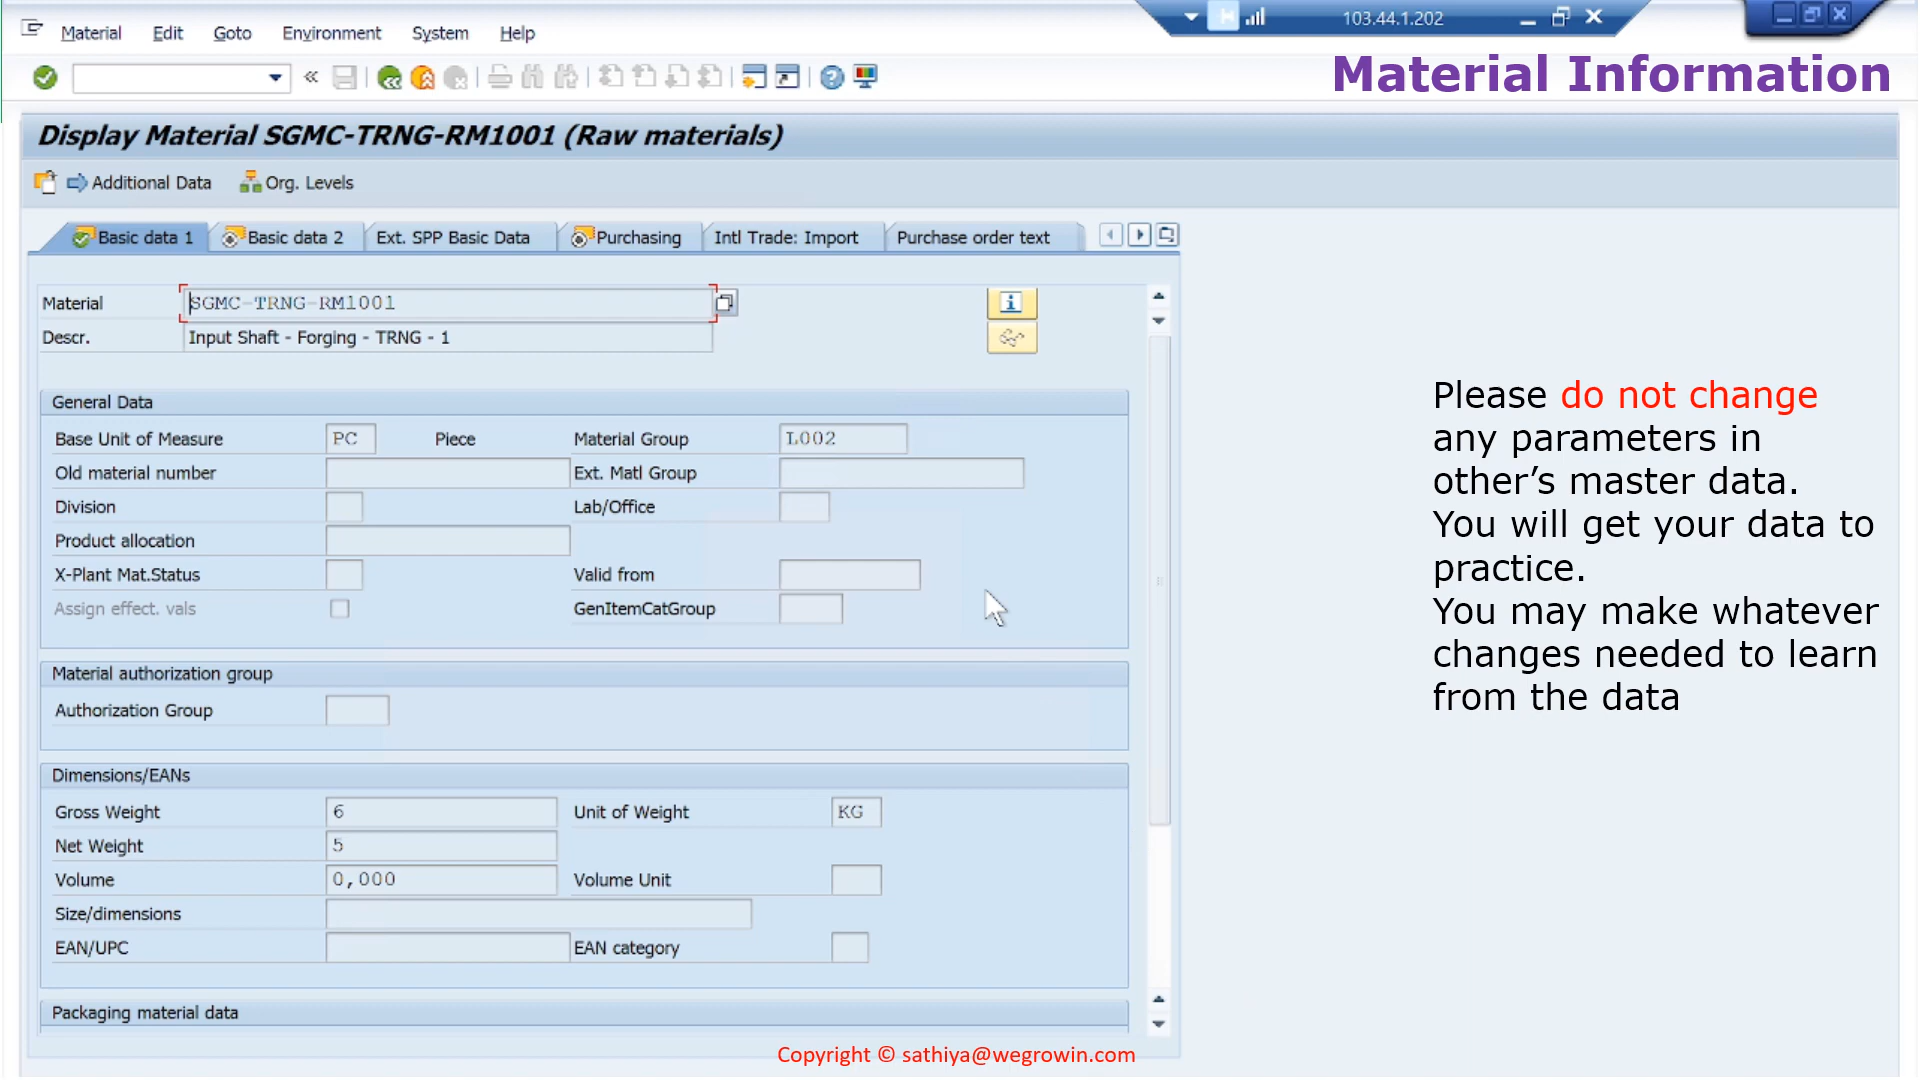 Material Edit Goto Environment System Help
103.44.1.202
Material Information
Display Material SGMC-TRNG-RM1001 (Raw materials)
Additional Data Org. Levels
Basic data 1 Basic data 2 Ext. SPP Basic Data Purchasing Intl Trade: Import Purchase order text
Material SGMC-TRNG-RM1001
Descr. Input Shaft - Forging - TRNG - 1
General Data
Base Unit of Measure PC Piece Material Group L002
Old material number Ext. Matl Group
Division Lab/Office
Product allocation
X-Plant Mat.Status Valid from
Assign effect. vals GenItemCatGroup
Material authorization group
Authorization Group
Dimensions/EANs
Gross Weight 6 Unit of Weight KG
Net Weight 5
Volume 0,000 Volume Unit
Size/dimensions
EAN/UPC EAN category
Packaging material data
Please do not change
any parameters in
other’s master data.
You will get your data to
practice.
You may make whatever
changes needed to learn
from the data
Copyright © sathiya@wegrowin.com